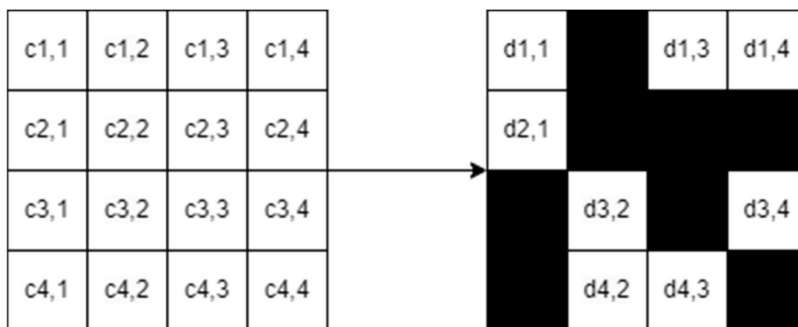 c1,1 c1,2 c1,3 c1,4 d1,1 d1,3 d1,4
c2,1 c2,2 c2,3 c2,4 d2,1
c3,1 c3,2 c3,3 c3,4 d3,2 d3,4
c4,1 c4,2 c4,3 c4,4 d4,2 d4,3